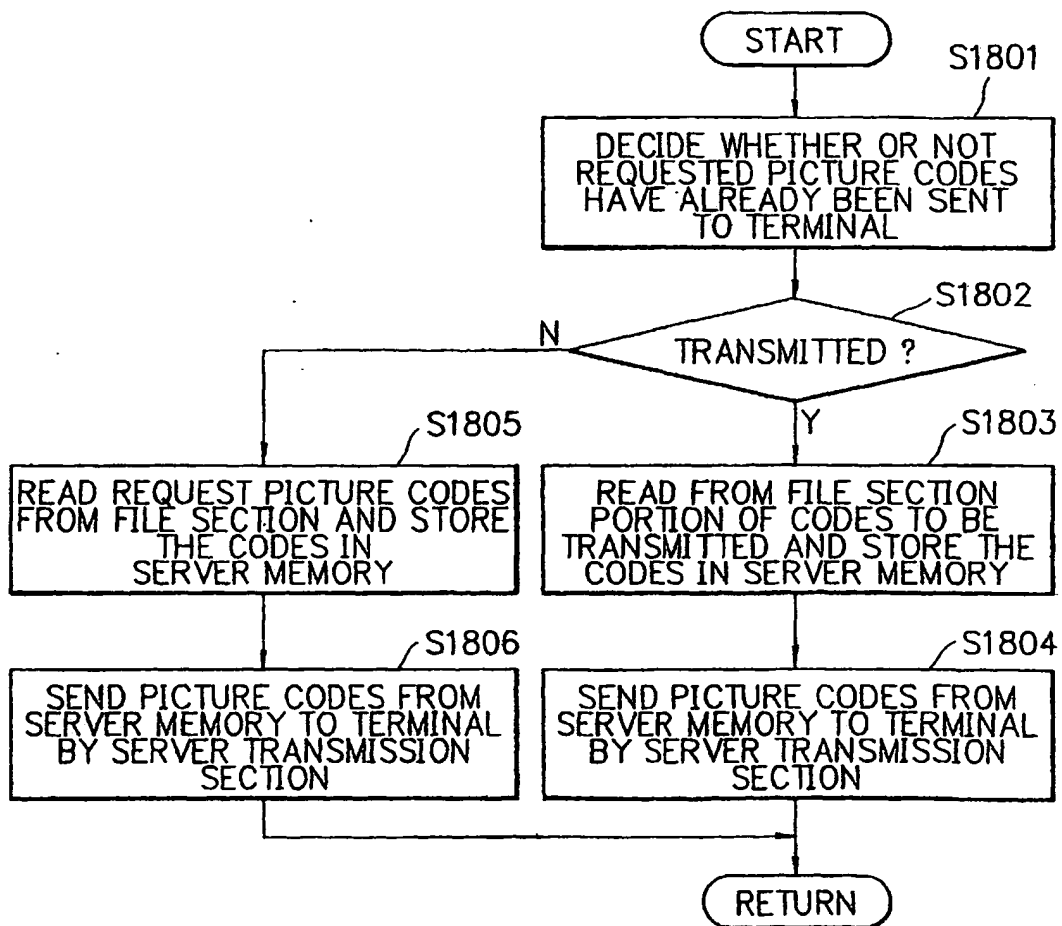 START
S1801
DECIDE WHETHER OR NOT
REQUESTED PICTURE CODES
HAVE ALREADY BEEN SENT
TO TERMINAL
S1802
TRANSMITTED ?
N
Y
S1805
READ REQUEST PICTURE CODES
FROM FILE SECTION AND STORE
THE CODES IN
SERVER MEMORY
S1803
READ FROM FILE SECTION
PORTION OF CODES TO BE
TRANSMITTED AND STORE THE
CODES IN SERVER MEMORY
S1806
SEND PICTURE CODES FROM
SERVER MEMORY TO TERMINAL
BY SERVER TRANSMISSION
SECTION
S1804
SEND PICTURE CODES FROM
SERVER MEMORY TO TERMINAL
BY SERVER TRANSMISSION
SECTION
RETURN